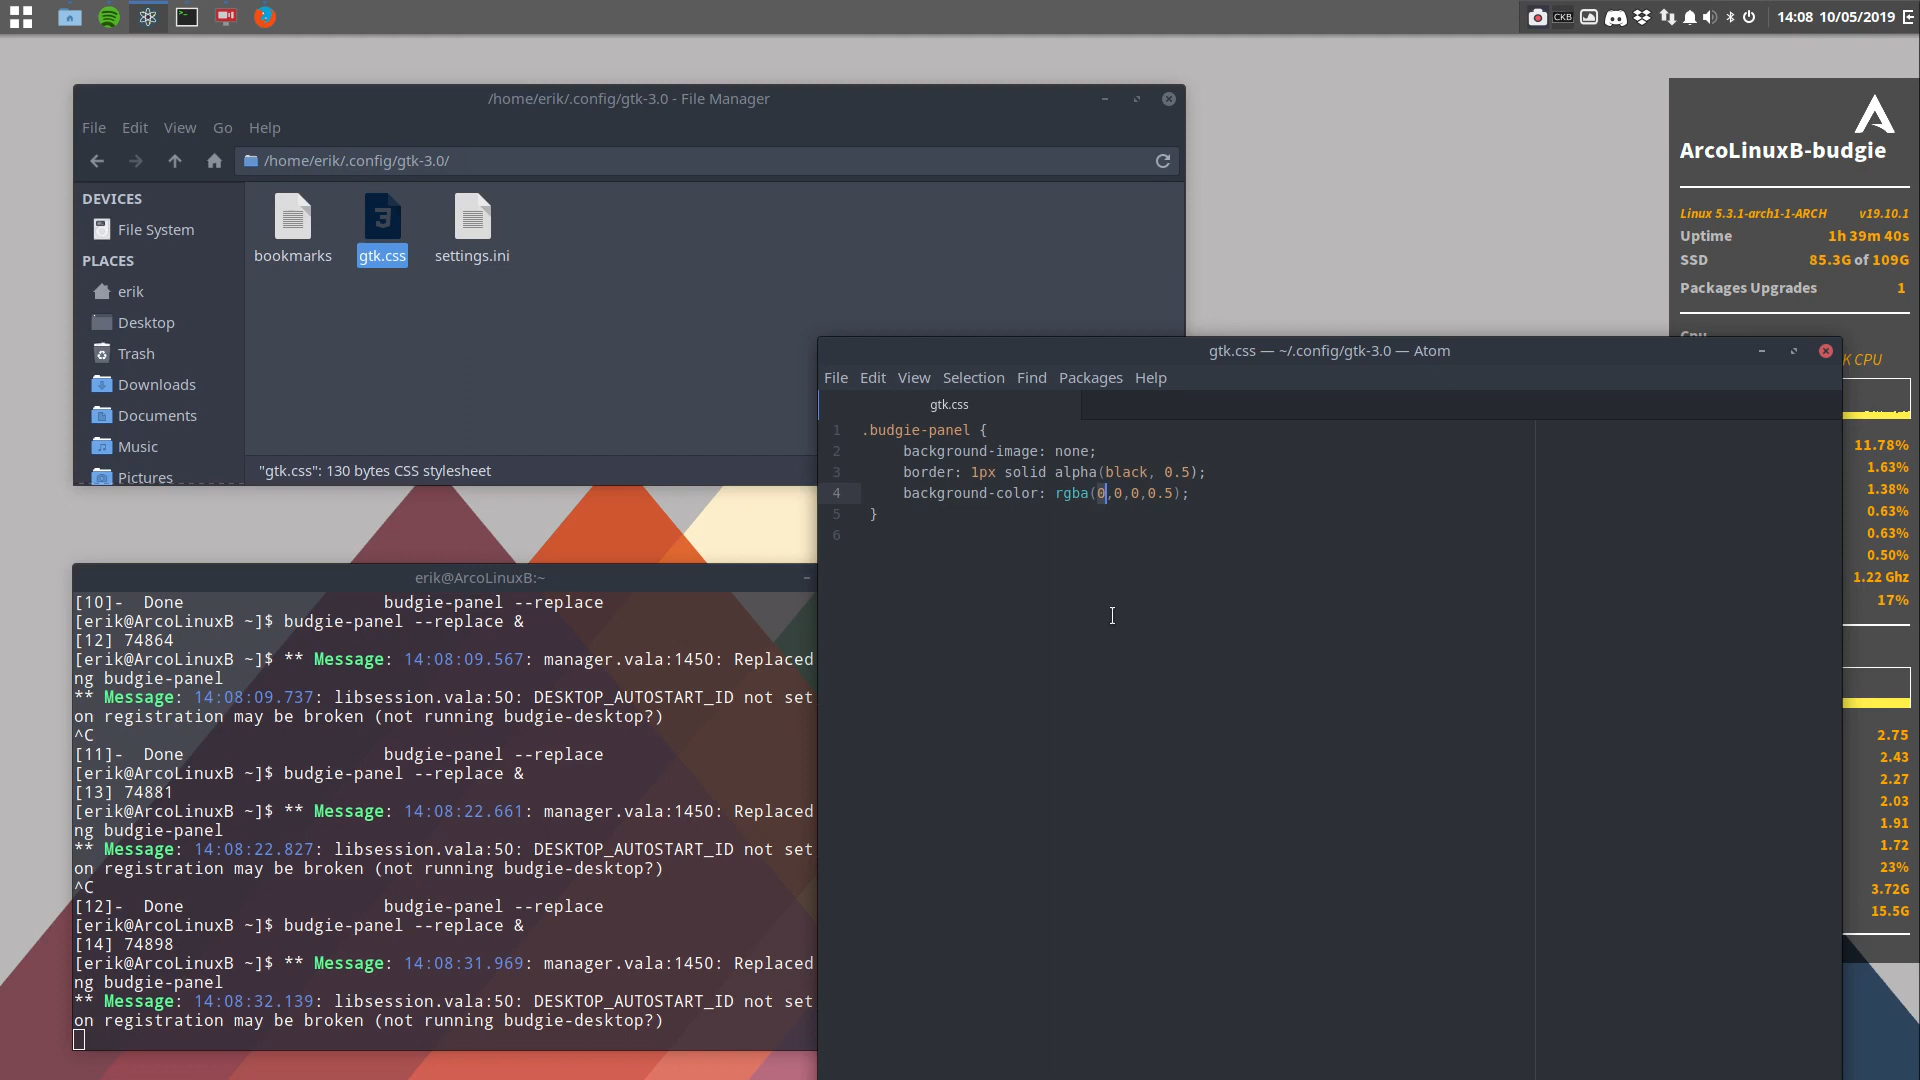 CKB
14:08 10/05/2019
/home/erik/.config/gtk-3.0 - File Manager
File Edit View Go Help
/home/erik/.config/gtk-3.0/
DEVICES
File System
PLACES
erik
Desktop
Trash
Downloads
Documents
Music
Pictures
bookmarks
3
gtk.css
settings.ini
"gtk.css": 130 bytes CSS stylesheet
erik@ArcoLinuxB:~
[10]-  Done                    budgie-panel --replace
[erik@ArcoLinuxB ~]$ budgie-panel --replace &
[12] 74864
[erik@ArcoLinuxB ~]$ ** Message: 14:08:09.567: manager.vala:1450: Replaced
ng budgie-panel
** Message: 14:08:09.737: libsession.vala:50: DESKTOP_AUTOSTART_ID not set
on registration may be broken (not running budgie-desktop?)
^C
[11]-  Done                    budgie-panel --replace
[erik@ArcoLinuxB ~]$ budgie-panel --replace &
[13] 74881
[erik@ArcoLinuxB ~]$ ** Message: 14:08:22.661: manager.vala:1450: Replaced
ng budgie-panel
** Message: 14:08:22.827: libsession.vala:50: DESKTOP_AUTOSTART_ID not set
on registration may be broken (not running budgie-desktop?)
^C
[12]-  Done                    budgie-panel --replace
[erik@ArcoLinuxB ~]$ budgie-panel --replace &
[14] 74898
[erik@ArcoLinuxB ~]$ ** Message: 14:08:31.969: manager.vala:1450: Replaced
ng budgie-panel
** Message: 14:08:32.139: libsession.vala:50: DESKTOP_AUTOSTART_ID not set
on registration may be broken (not running budgie-desktop?)
gtk.css — ~/.config/gtk-3.0 — Atom
File Edit View Selection Find Packages Help
gtk.css
1 .budgie-panel {
2     background-image: none;
3     border: 1px solid alpha(black, 0.5);
4     background-color: rgba(0,0,0,0.5);
5 }
6
ArcoLinuxB-budgie
Linux 5.3.1-arch1-1-ARCH v19.10.1
Uptime 1h 39m 40s
SSD 85.3G of 109G
Packages Upgrades 1
Cpu
K CPU
11.78%
1.63%
1.38%
0.63%
0.63%
0.50%
1.22 Ghz
17%
2.75
2.43
2.27
2.03
1.91
1.72
23%
3.72G
15.5G